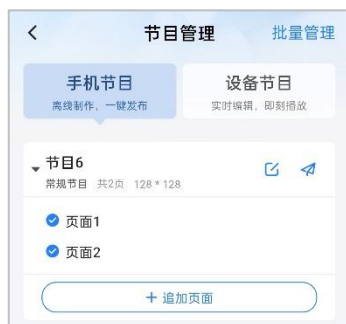 节目管理
批量管理
手机节目
离线制作，一键发布
设备节目
实时编辑，即刻播放
节目6
常规节目 共2页 128 * 128
页面1
页面2
+ 追加页面